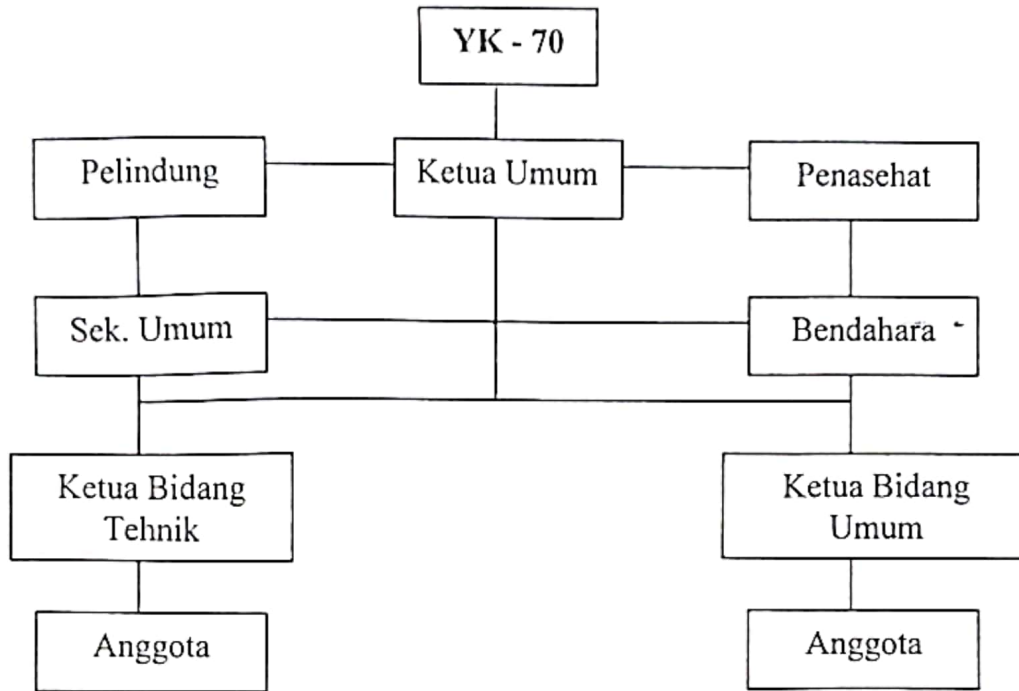 YK - 70
Pelindung
Ketua Umum
Penasehat
Sek. Umum
Bendahara
Ketua Bidang
Tehnik
Ketua Bidang
Umum
Anggota
Anggota